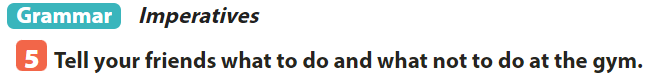 Grammar Imperatives
5 Tell your friends what to do and what not to do at the gym.